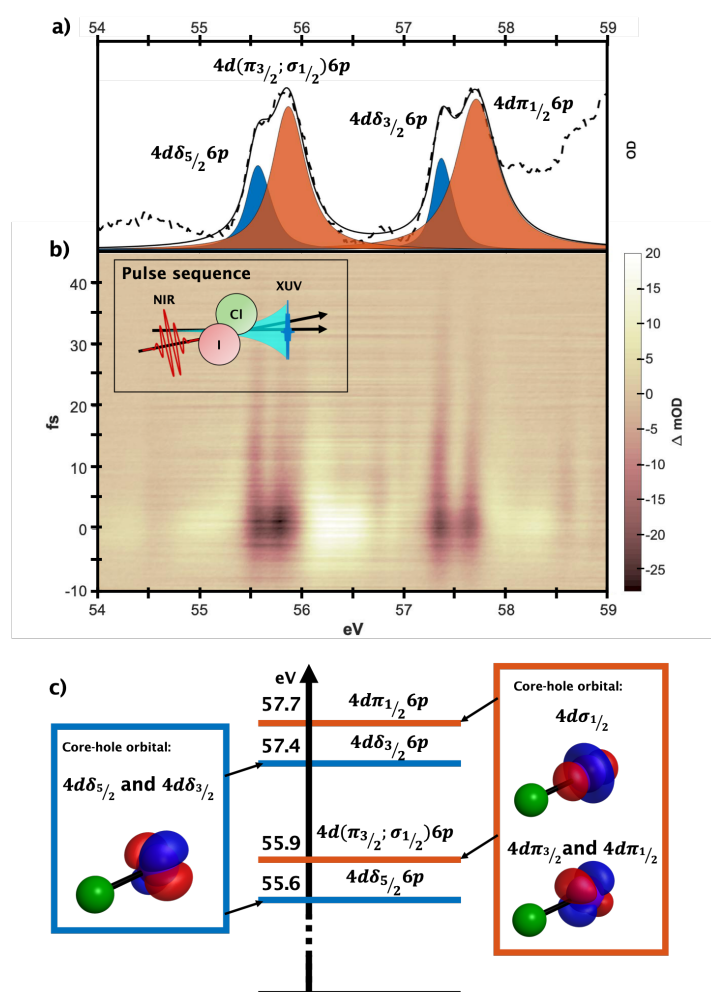 a)
54 55 56 57 58 59
4d(π3/2; σ1/2)6p
4dδ5/2 6p
4dδ3/2 6p
4dπ1/2 6p
OD
b)
Pulse sequence
NIR
XUV
Cl
I
40
30
20
10
0
-10
fs
54 55 56 57 58 59
eV
20
15
10
5
0
-5
-10
-15
-20
-25
Δ mOD
c)
eV
57.7
4dπ1/2 6p
57.4
4dδ3/2 6p
55.9
4d(π3/2; σ1/2)6p
55.6
4dδ5/2 6p
Core-hole orbital:
4dδ5/2 and 4dδ3/2
Core-hole orbital:
4dσ1/2
4dπ3/2 and 4dπ1/2